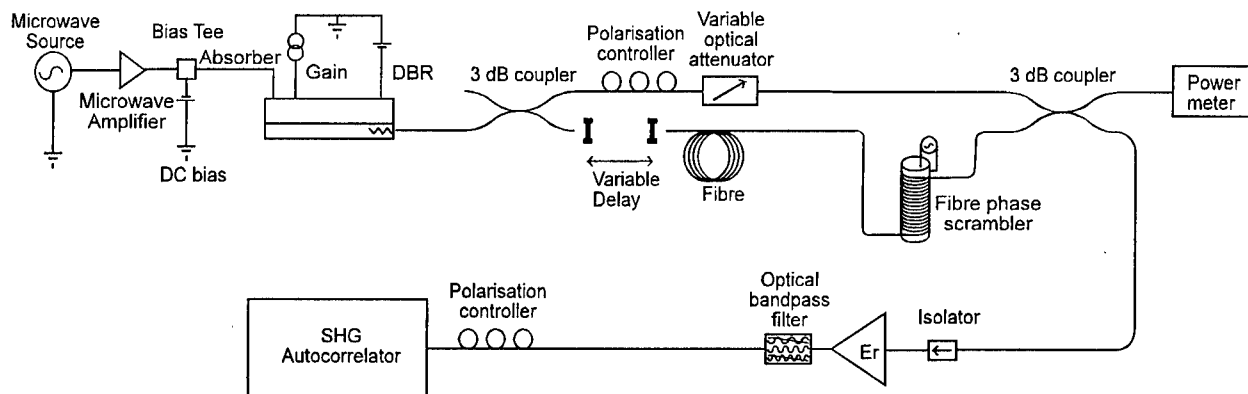 Microwave
Source
Bias Tee
Absorber
Gain
DBR
Microwave
Amplifier
DC bias
3 dB coupler
Polarisation
controller
Variable
optical
attenuator
Variable
Delay
Fibre
Fibre phase
scrambler
3 dB coupler
Power
meter
SHG
Autocorrelator
Polarisation
controller
Optical
bandpass
filter
Er
Isolator